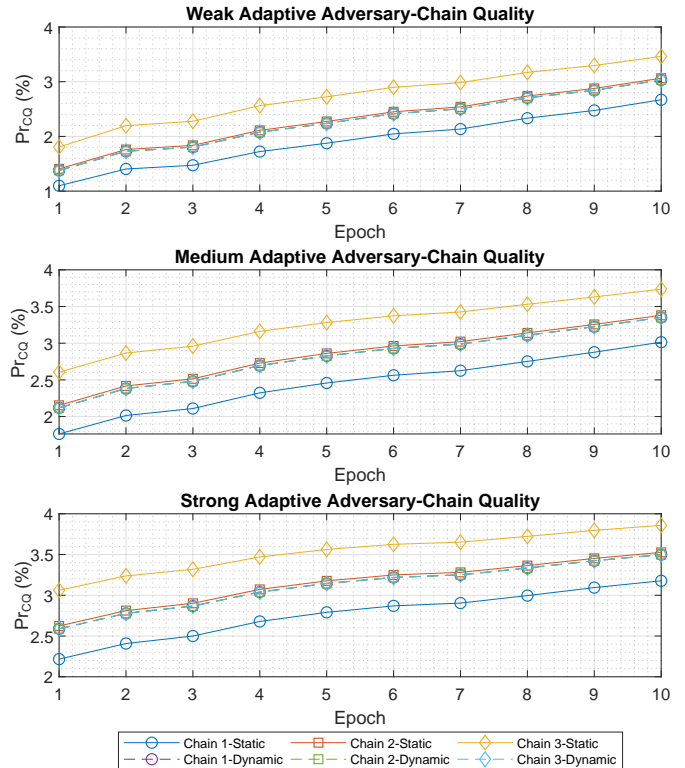 Weak Adaptive Adversary-Chain Quality
4
3
2
1
Pr_CQ (%)
1 2 3 4 5 6 7 8 9 10
Epoch
Medium Adaptive Adversary-Chain Quality
4
3.5
3
2.5
2
Pr_CQ (%)
1 2 3 4 5 6 7 8 9 10
Epoch
Strong Adaptive Adversary-Chain Quality
4
3.5
3
2.5
2
Pr_CQ (%)
1 2 3 4 5 6 7 8 9 10
Epoch
Chain 1-Static Chain 2-Static Chain 3-Static
Chain 1-Dynamic Chain 2-Dynamic Chain 3-Dynamic